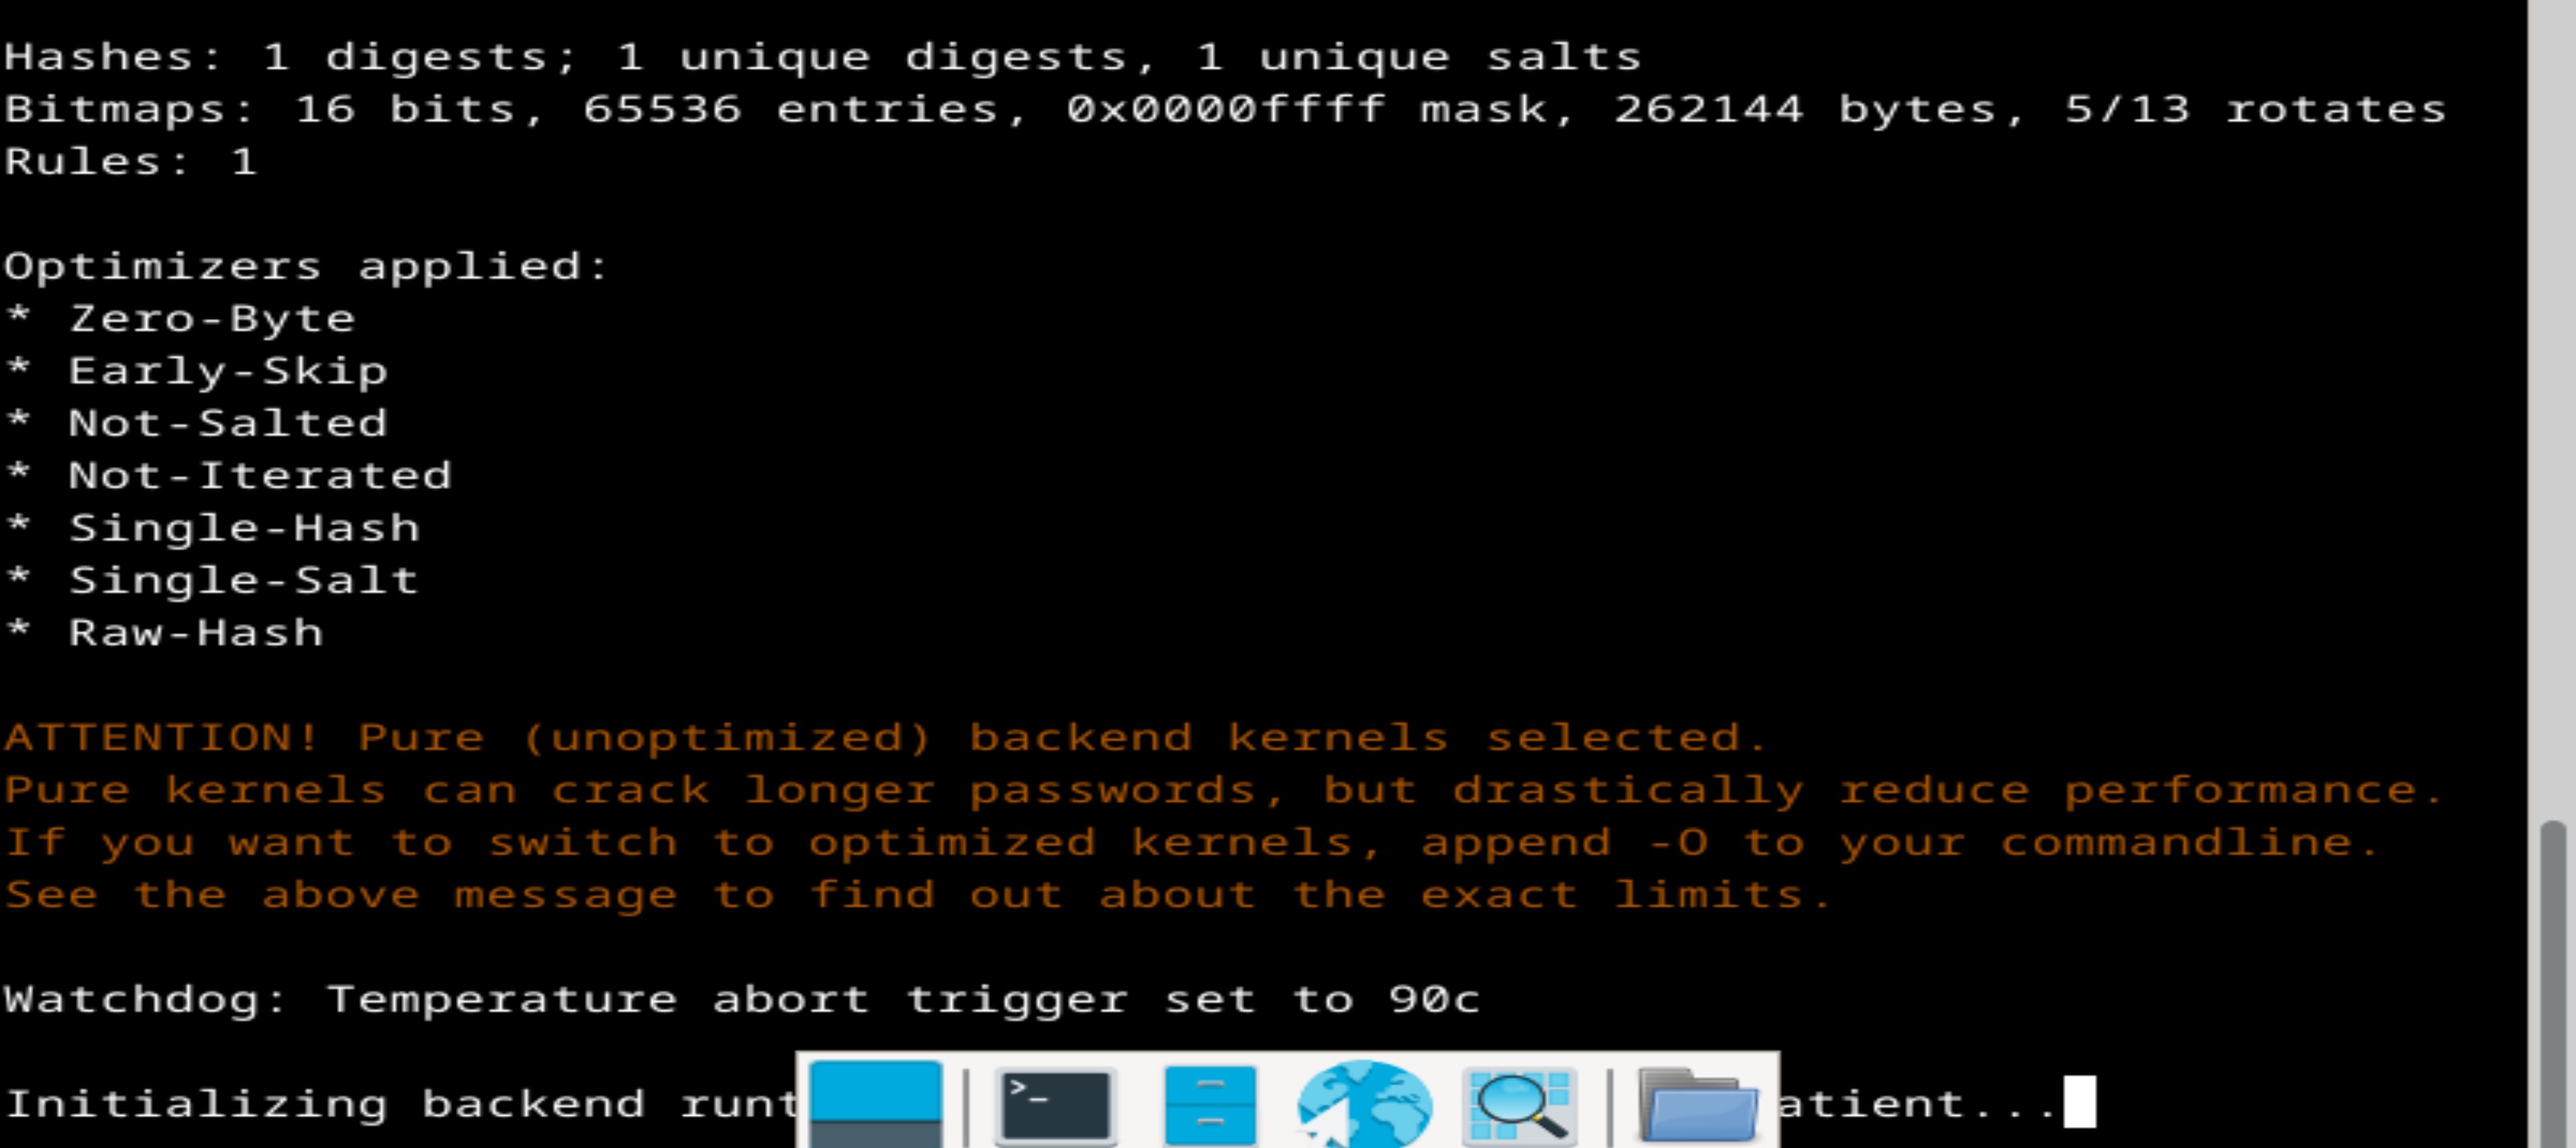 Hashes: 1 digests; 1 unique digests, 1 unique salts
Bitmaps: 16 bits, 65536 entries, 0x0000ffff mask, 262144 bytes, 5/13 rotates
Rules: 1
Optimizers applied:
* Zero-Byte
* Early-Skip
* Not-Salted
* Not-Iterated
* Single-Hash
* Single-Salt
* Raw-Hash
ATTENTION! Pure (unoptimized) backend kernels selected.
Pure kernels can crack longer passwords, but drastically reduce performance.
If you want to switch to optimized kernels, append -O to your commandline.
See the above message to find out about the exact limits.
Watchdog: Temperature abort trigger set to 90c
Initializing backend runt atient...